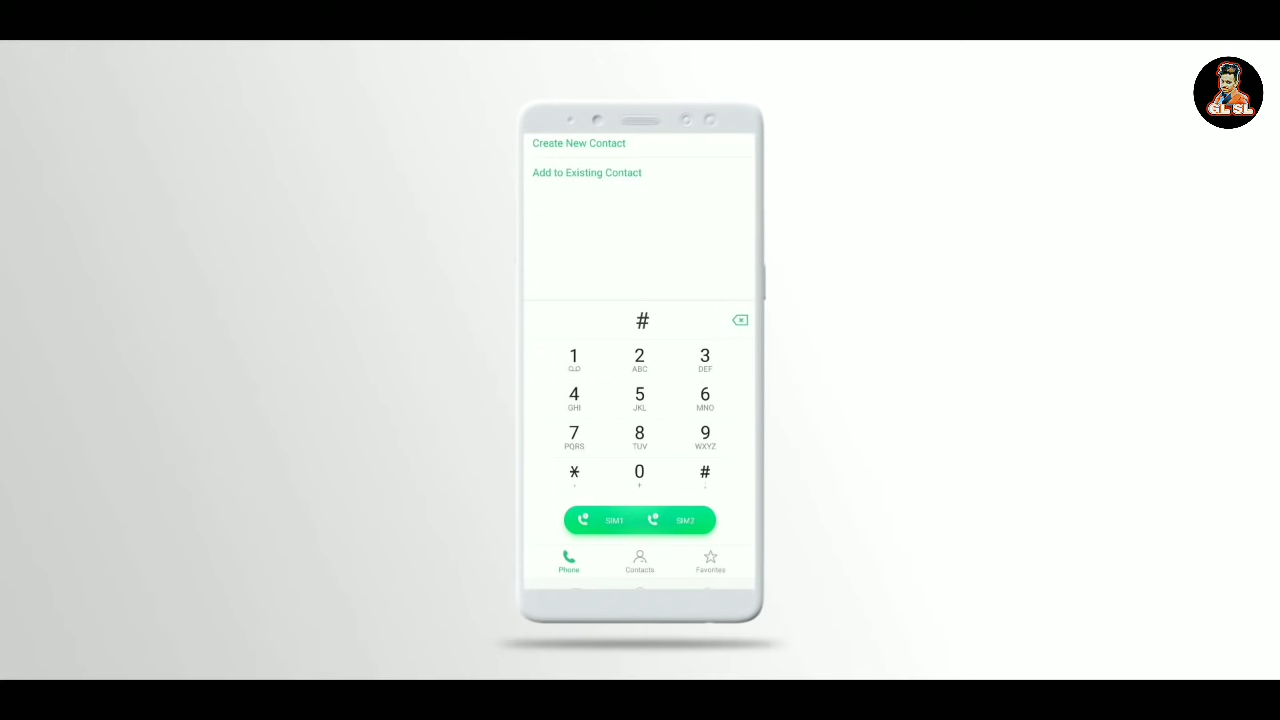 GL SL
Create New Contact
Add to Existing Contact
#
1 2 3
ABC DEF
4 5 6
GHI JKL MNO
7 8 9
PQRS TUV WXYZ
* 0 #
, + ;
SIM1 SIM2
Phone Contacts Favorites